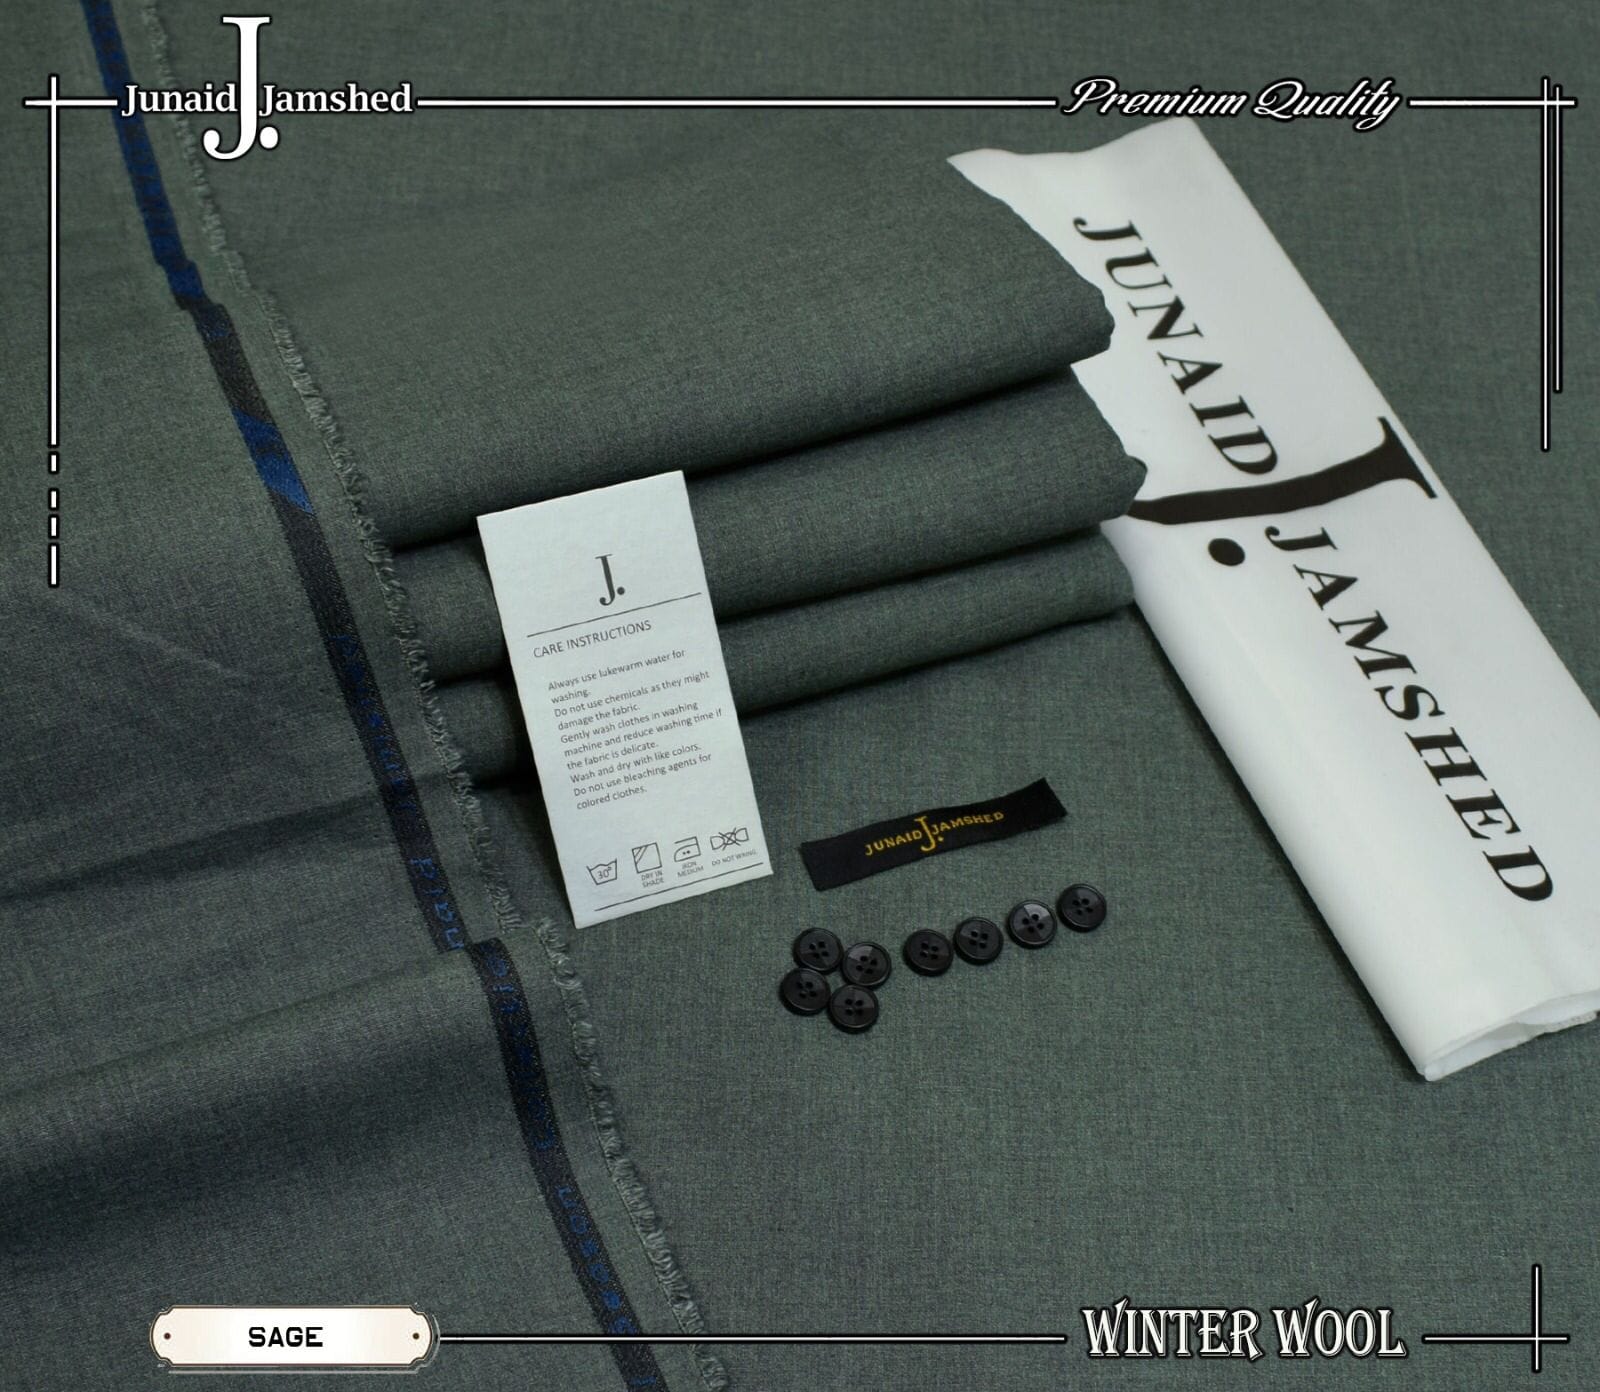 Junaid J. Jamshed
Premium Quality
JUNAID J. JAMSHED
J.
CARE INSTRUCTIONS
Always use lukewarm water for
washing.
Do not use chemicals as they might
damage the fabric.
Gently wash clothes in washing
machine and reduce washing time if
the fabric is delicate.
Wash and dry with like colors.
Do not use bleaching agents for
colored clothes.
30°
DRY IN
SHADE
IRON
MEDIUM
DO NOT WRING
JUNAID J. JAMSHED
SAGE
WINTER WOOL